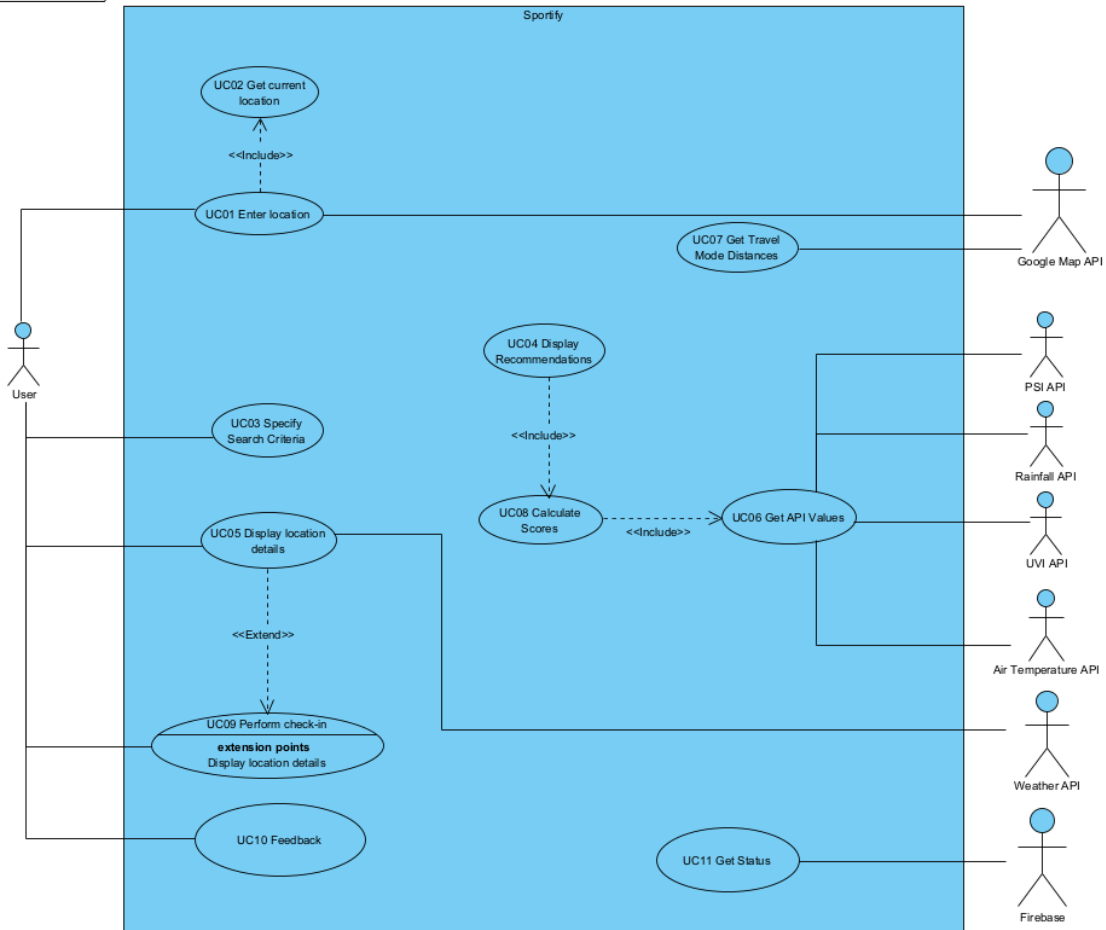 Sportify
UC02 Get current
location
<<Include>>
UC01 Enter location
UC07 Get Travel
Mode Distances
Google Map API
UC04 Display
Recommendations
PSI API
User
UC03 Specify
Search Criteria
<<Include>>
Rainfall API
UC08 Calculate
Scores
<<Include>>
UC06 Get API Values
UC05 Display location
details
UVI API
<<Extend>>
Air Temperature API
UC09 Perform check-in
extension points
Display location details
Weather API
UC10 Feedback
UC11 Get Status
Firebase